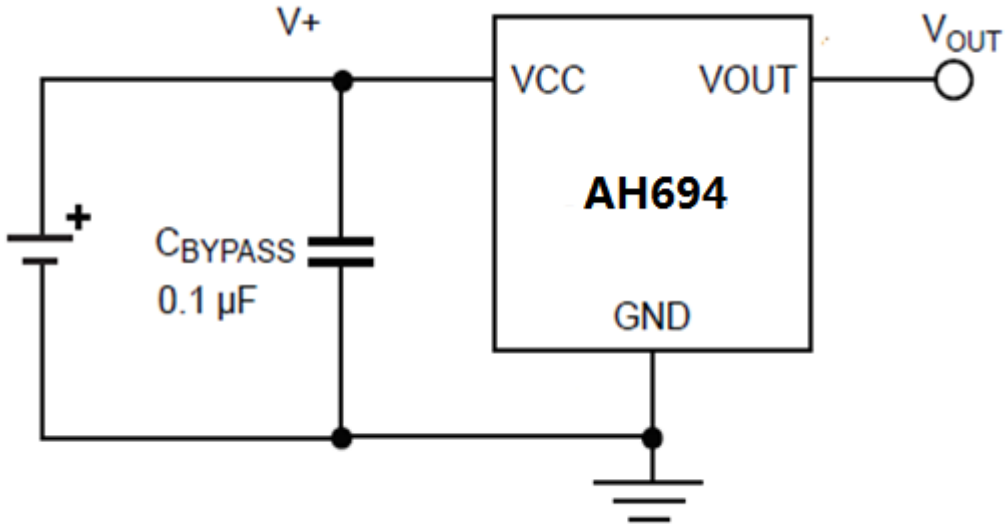 V+
VOUT
VCC
VOUT
AH694
+
CBYPASS
0.1 µF
GND